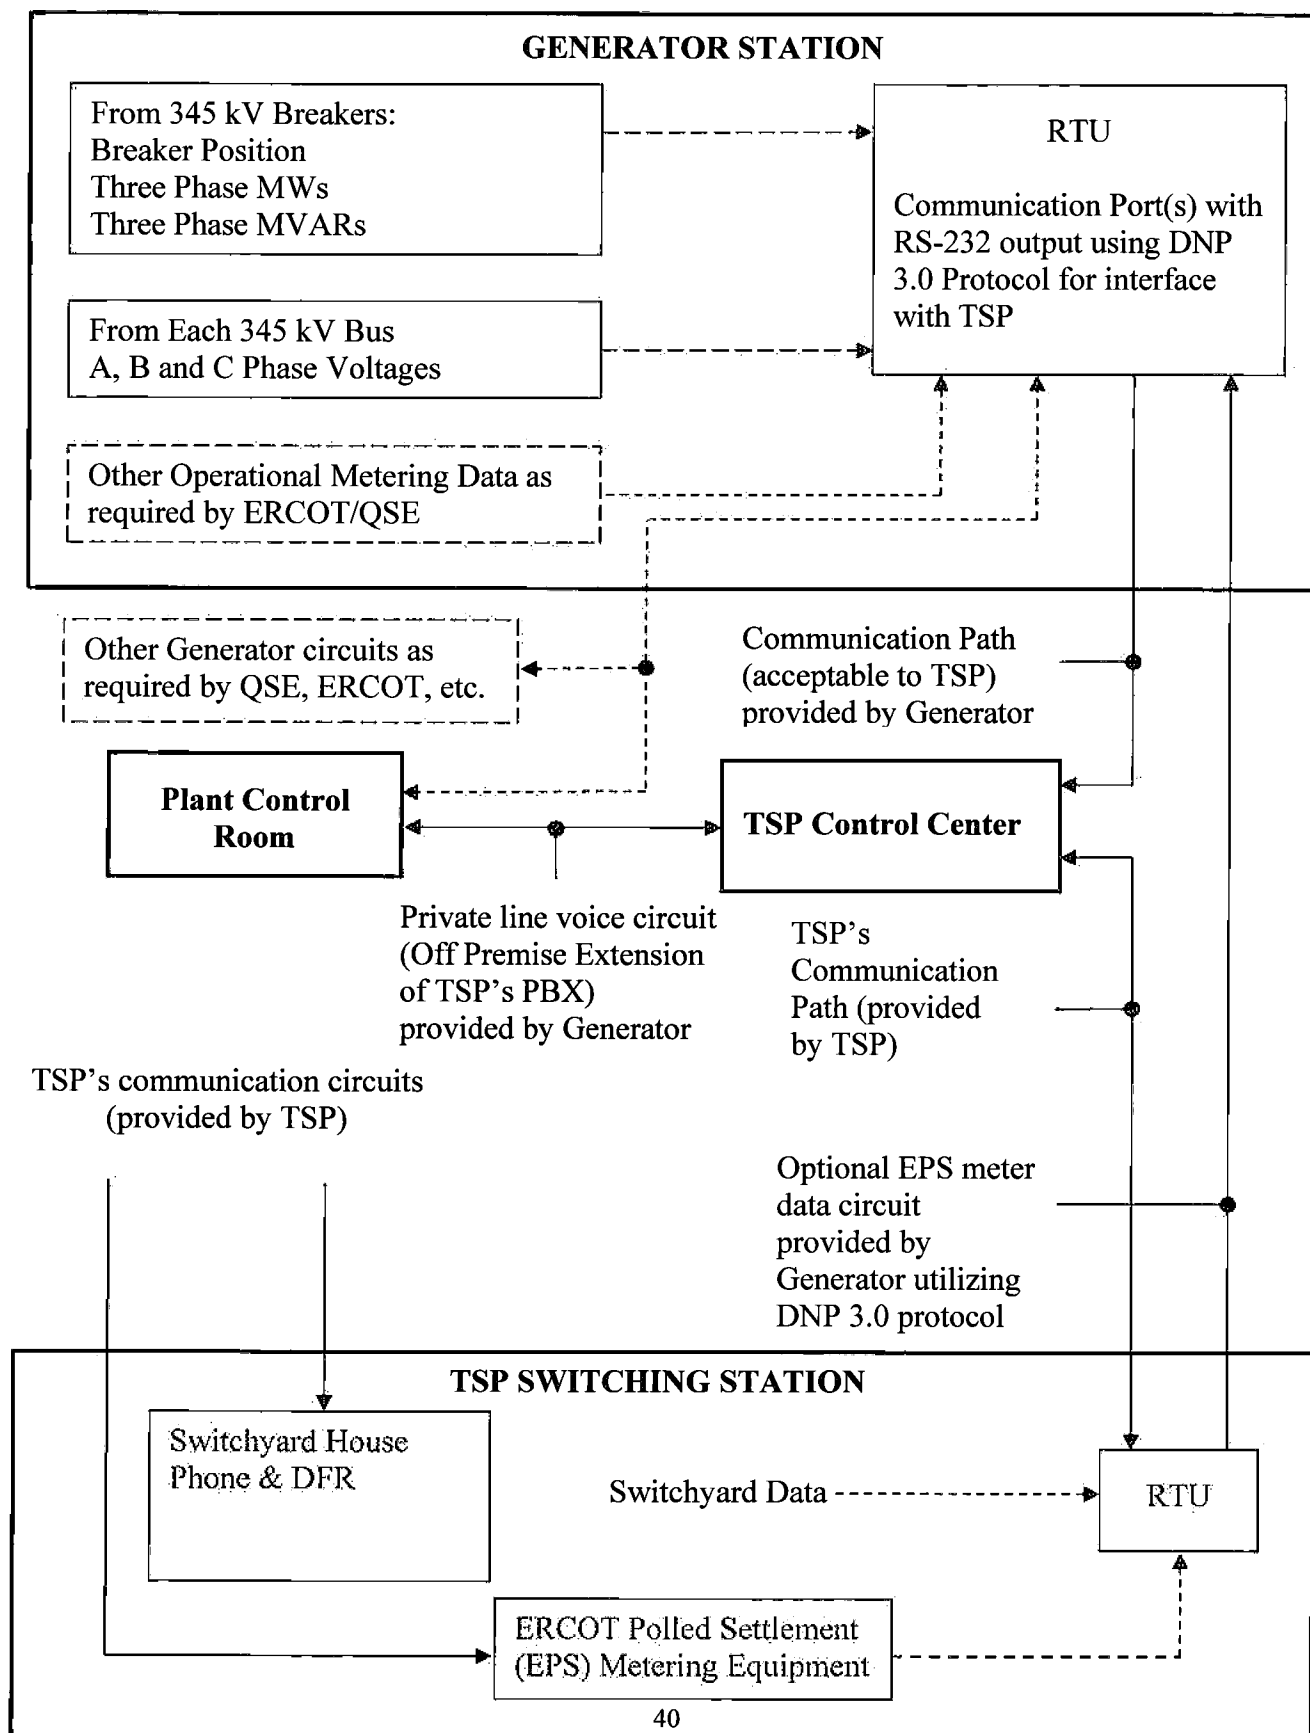 GENERATOR STATION
From 345 kV Breakers:
Breaker Position
Three Phase MWs
Three Phase MVARs
RTU
Communication Port(s) with
RS-232 output using DNP
3.0 Protocol for interface
with TSP
From Each 345 kV Bus
A, B and C Phase Voltages
Other Operational Metering Data as
required by ERCOT/QSE
Other Generator circuits as
required by QSE, ERCOT, etc.
Communication Path
(acceptable to TSP)
provided by Generator
Plant Control
Room
TSP Control Center
Private line voice circuit
(Off Premise Extension
of TSP's PBX)
provided by Generator
TSP's
Communication
Path (provided
by TSP)
TSP's communication circuits
(provided by TSP)
Optional EPS meter
data circuit
provided by
Generator utilizing
DNP 3.0 protocol
TSP SWITCHING STATION
Switchyard House
Phone & DFR
Switchyard Data
RTU
ERCOT Polled Settlement
(EPS) Metering Equipment
40